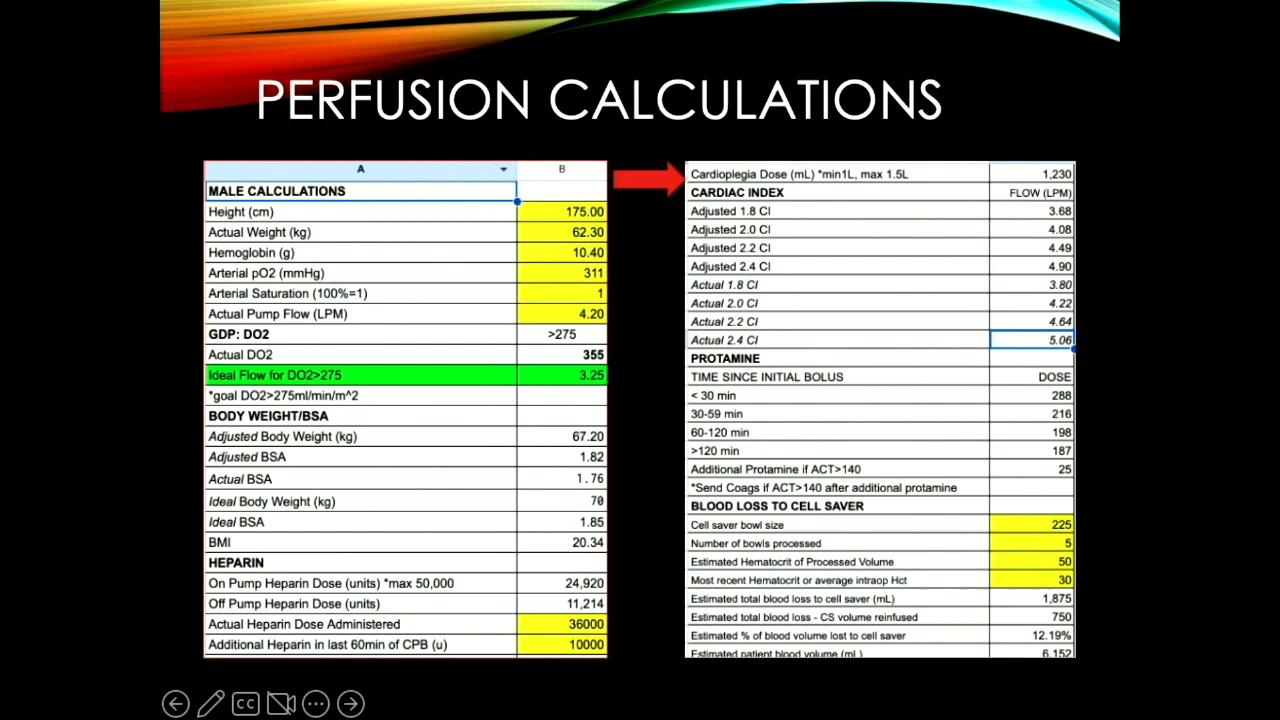 PERFUSION CALCULATIONS
A B
MALE CALCULATIONS
Height (cm) 175.00
Actual Weight (kg) 62.30
Hemoglobin (g) 10.40
Arterial pO2 (mmHg) 311
Arterial Saturation (100%=1) 1
Actual Pump Flow (LPM) 4.20
GDP: DO2 >275
Actual DO2 355
Ideal Flow for DO2>275 3.25
*goal DO2>275ml/min/m^2
BODY WEIGHT/BSA
Adjusted Body Weight (kg) 67.20
Adjusted BSA 1.82
Actual BSA 1.76
Ideal Body Weight (kg) 70
Ideal BSA 1.85
BMI 20.34
HEPARIN
On Pump Heparin Dose (units) *max 50,000 24,920
Off Pump Heparin Dose (units) 11,214
Actual Heparin Dose Administered 36000
Additional Heparin in last 60min of CPB (u) 10000
Cardioplegia Dose (mL) *min1L, max 1.5L 1,230
CARDIAC INDEX FLOW (LPM)
Adjusted 1.8 CI 3.68
Adjusted 2.0 CI 4.08
Adjusted 2.2 CI 4.49
Adjusted 2.4 CI 4.90
Actual 1.8 CI 3.80
Actual 2.0 CI 4.22
Actual 2.2 CI 4.64
Actual 2.4 CI 5.06
PROTAMINE
TIME SINCE INITIAL BOLUS DOSE
< 30 min 288
30-59 min 216
60-120 min 198
>120 min 187
Additional Protamine if ACT>140 25
*Send Coags if ACT>140 after additional protamine
BLOOD LOSS TO CELL SAVER
Cell saver bowl size 225
Number of bowls processed 5
Estimated Hematocrit of Processed Volume 50
Most recent Hematocrit or average intraop Hct 30
Estimated total blood loss to cell saver (mL) 1,875
Estimated total blood loss - CS volume reinfused 750
Estimated % of blood volume lost to cell saver 12.19%
Estimated patient blood volume (mL) 6,152
CC